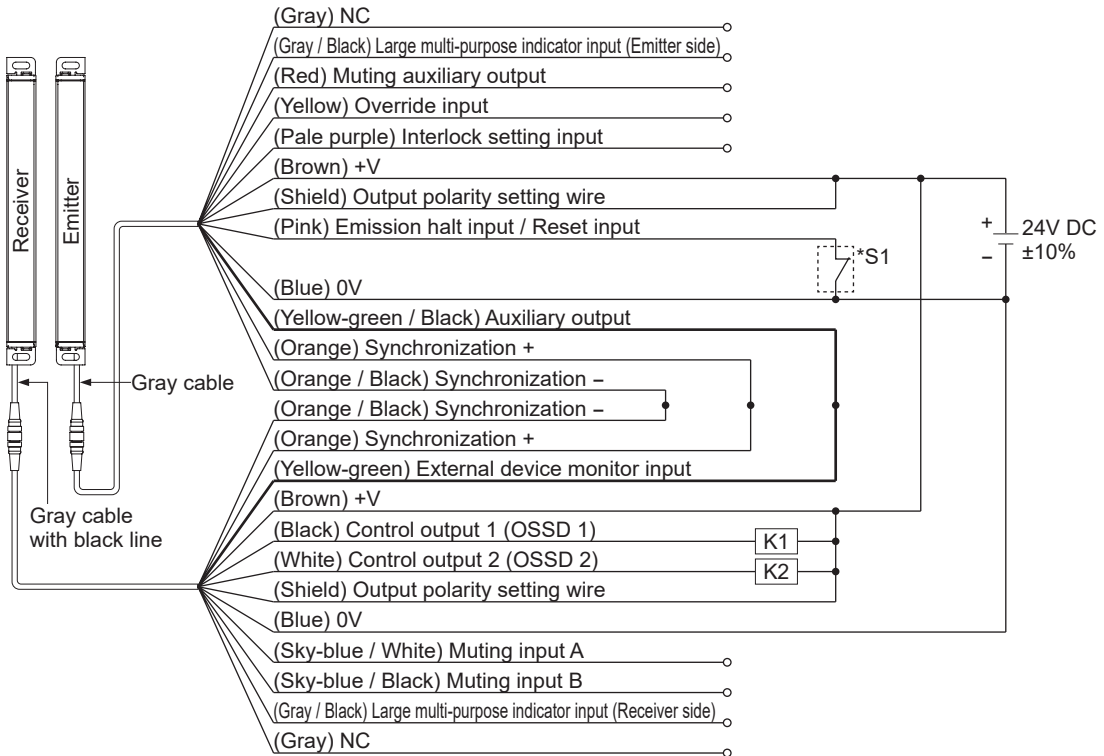 (Gray) NC
(Gray / Black) Large multi-purpose indicator input (Emitter side)
(Red) Muting auxiliary output
(Yellow) Override input
(Pale purple) Interlock setting input
(Brown) +V
(Shield) Output polarity setting wire
(Pink) Emission halt input / Reset input
(Blue) 0V
(Yellow-green / Black) Auxiliary output
(Orange) Synchronization +
(Orange / Black) Synchronization –
(Orange / Black) Synchronization –
(Orange) Synchronization +
(Yellow-green) External device monitor input
(Brown) +V
(Black) Control output 1 (OSSD 1)
(White) Control output 2 (OSSD 2)
(Shield) Output polarity setting wire
(Blue) 0V
(Sky-blue / White) Muting input A
(Sky-blue / Black) Muting input B
(Gray / Black) Large multi-purpose indicator input (Receiver side)
(Gray) NC
Receiver
Emitter
Gray cable
Gray cable
with black line
*S1
+
–
24V DC
±10%
K1
K2